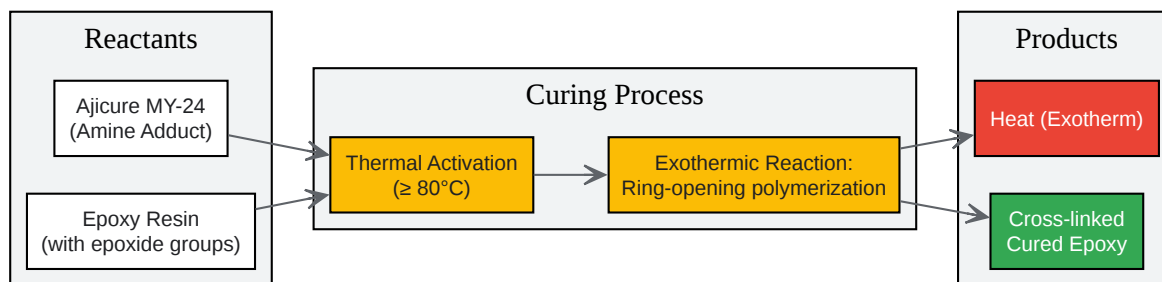 Reactants
Ajicure MY-24
(Amine Adduct)
Epoxy Resin
(with epoxide groups)
Curing Process
Thermal Activation
(≥ 80°C)
Exothermic Reaction:
Ring-opening polymerization
Products
Heat (Exotherm)
Cross-linked
Cured Epoxy